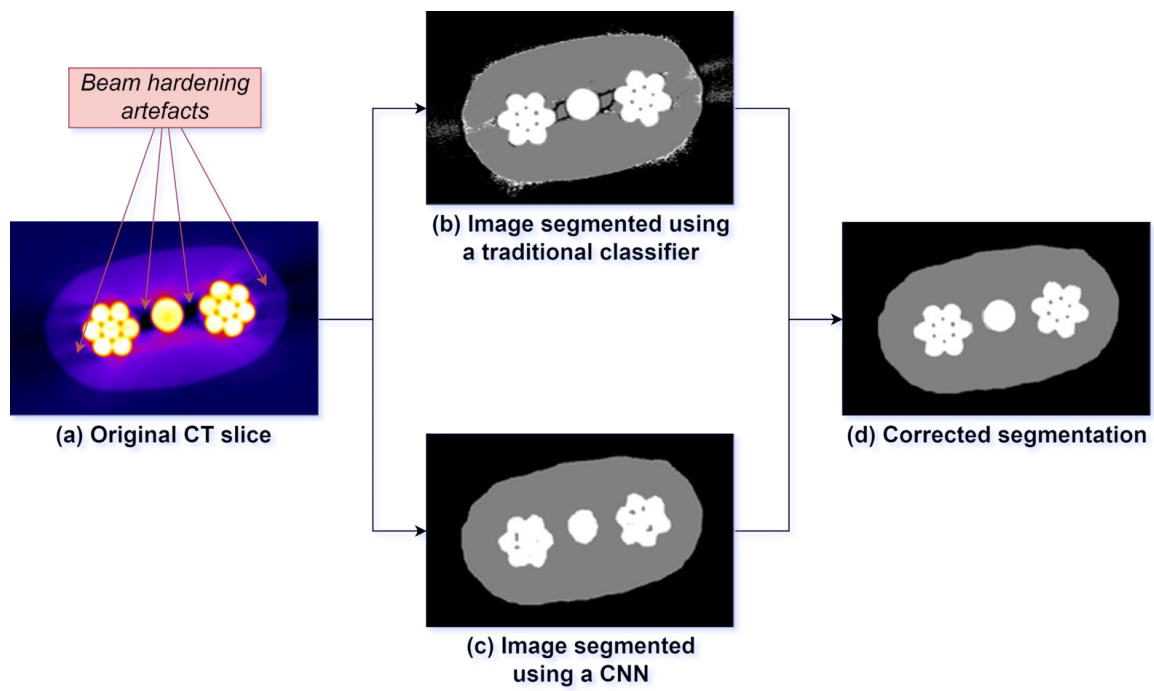 Beam hardening
artefacts
(a) Original CT slice
(b) Image segmented using
a traditional classifier
(c) Image segmented
using a CNN
(d) Corrected segmentation